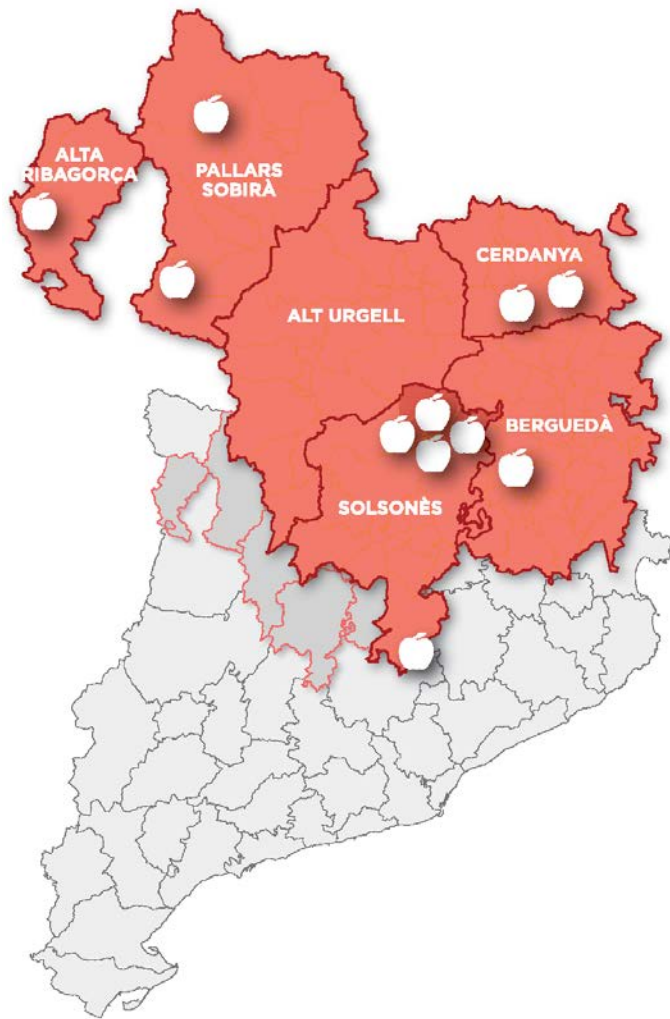 ALTA
RIBAGORÇA
PALLARS
SOBIRÀ
CERDANYA
ALT URGELL
BERGUEDÀ
SOLSONÈS